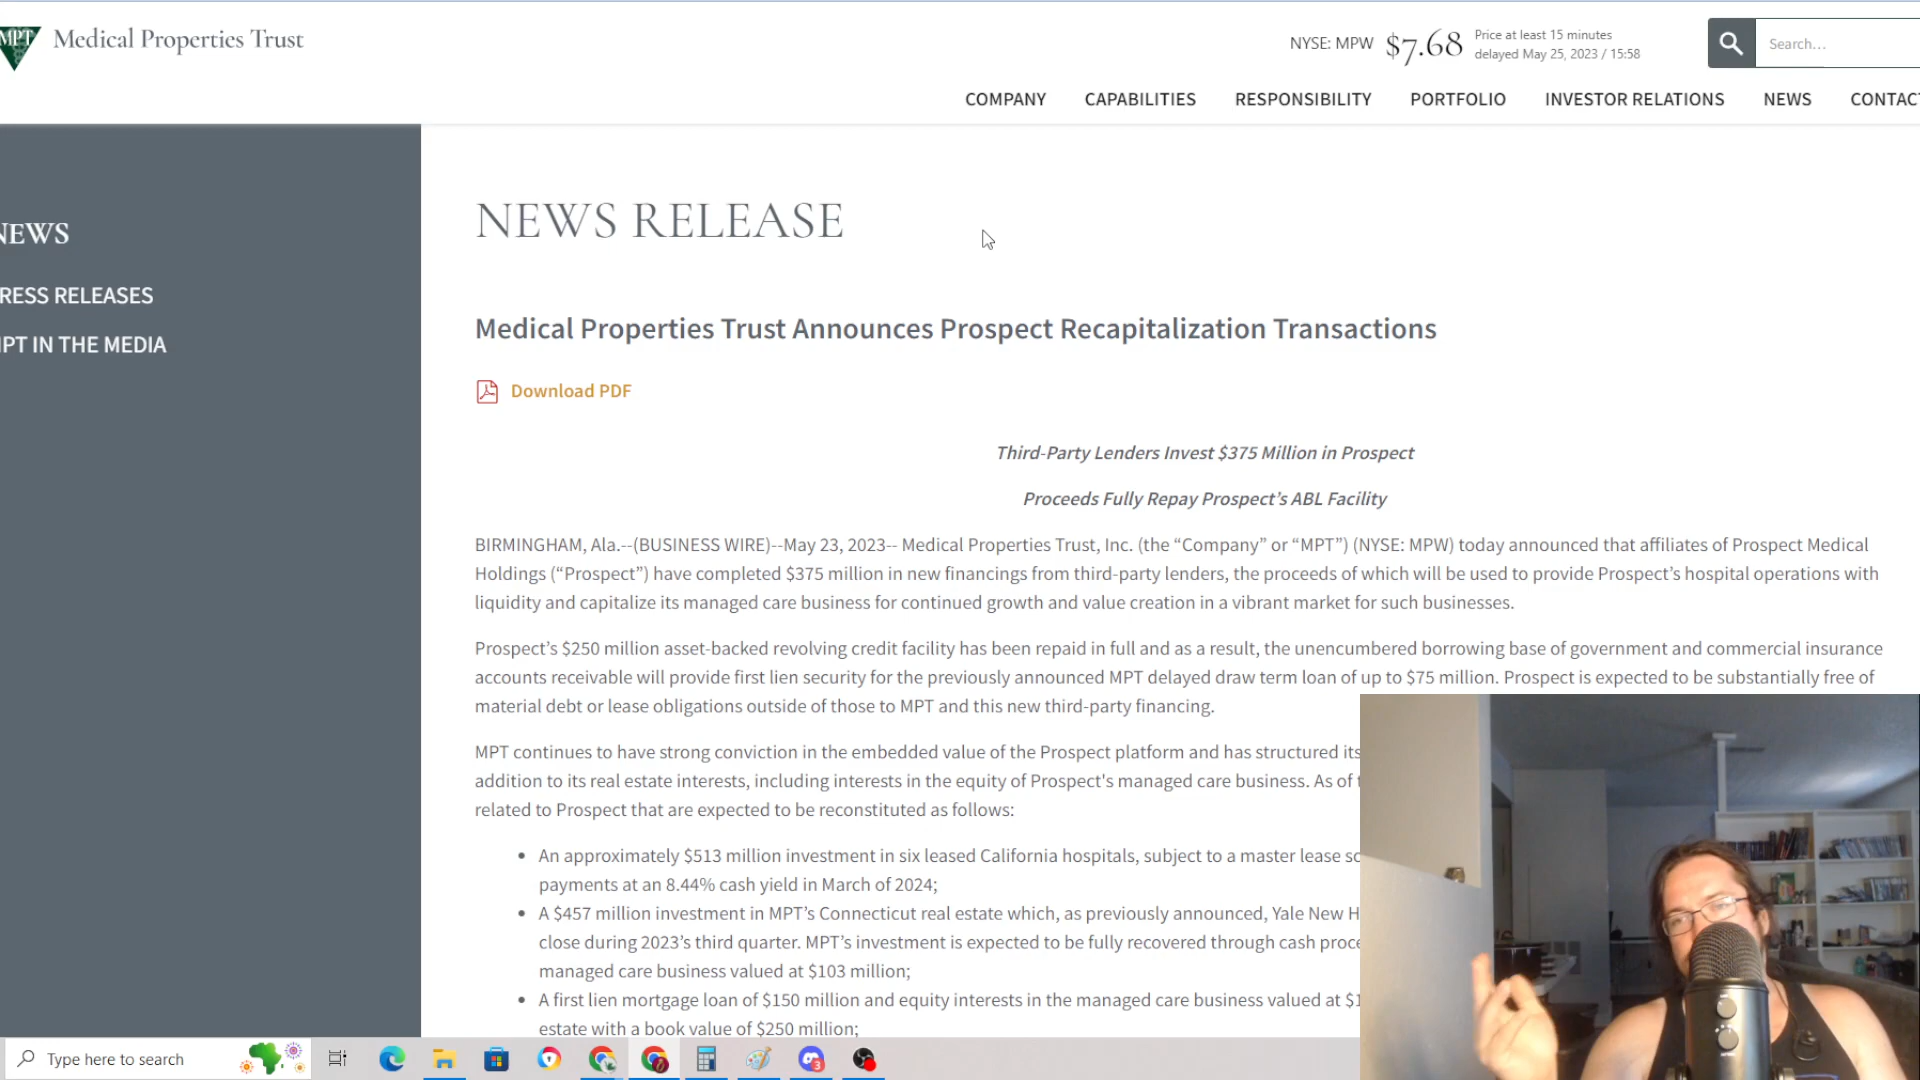 MPT Medical Properties Trust
NYSE: MPW $7.68 Price at least 15 minutes
delayed May 25, 2023 / 15:58
Search...
COMPANY CAPABILITIES RESPONSIBILITY PORTFOLIO INVESTOR RELATIONS NEWS CONTAC
NEWS
RESS RELEASES
PT IN THE MEDIA
NEWS RELEASE
Medical Properties Trust Announces Prospect Recapitalization Transactions
Download PDF
Third-Party Lenders Invest $375 Million in Prospect
Proceeds Fully Repay Prospect's ABL Facility
BIRMINGHAM, Ala.--(BUSINESS WIRE)--May 23, 2023-- Medical Properties Trust, Inc. (the “Company” or “MPT”) (NYSE: MPW) today announced that affiliates of Prospect Medical
Holdings (“Prospect”) have completed $375 million in new financings from third-party lenders, the proceeds of which will be used to provide Prospect’s hospital operations with
liquidity and capitalize its managed care business for continued growth and value creation in a vibrant market for such businesses.
Prospect’s $250 million asset-backed revolving credit facility has been repaid in full and as a result, the unencumbered borrowing base of government and commercial insurance
accounts receivable will provide first lien security for the previously announced MPT delayed draw term loan of up to $75 million. Prospect is expected to be substantially free of
material debt or lease obligations outside of those to MPT and this new third-party financing.
MPT continues to have strong conviction in the embedded value of the Prospect platform and has structured its
addition to its real estate interests, including interests in the equity of Prospect's managed care business. As of
related to Prospect that are expected to be reconstituted as follows:
• An approximately $513 million investment in six leased California hospitals, subject to a master lease
payments at an 8.44% cash yield in March of 2024;
• A $457 million investment in MPT’s Connecticut real estate which, as previously announced, Yale New H
close during 2023’s third quarter. MPT’s investment is expected to be fully recovered through cash proce
managed care business valued at $103 million;
• A first lien mortgage loan of $150 million and equity interests in the managed care business valued at $1
estate with a book value of $250 million;
Type here to search
3